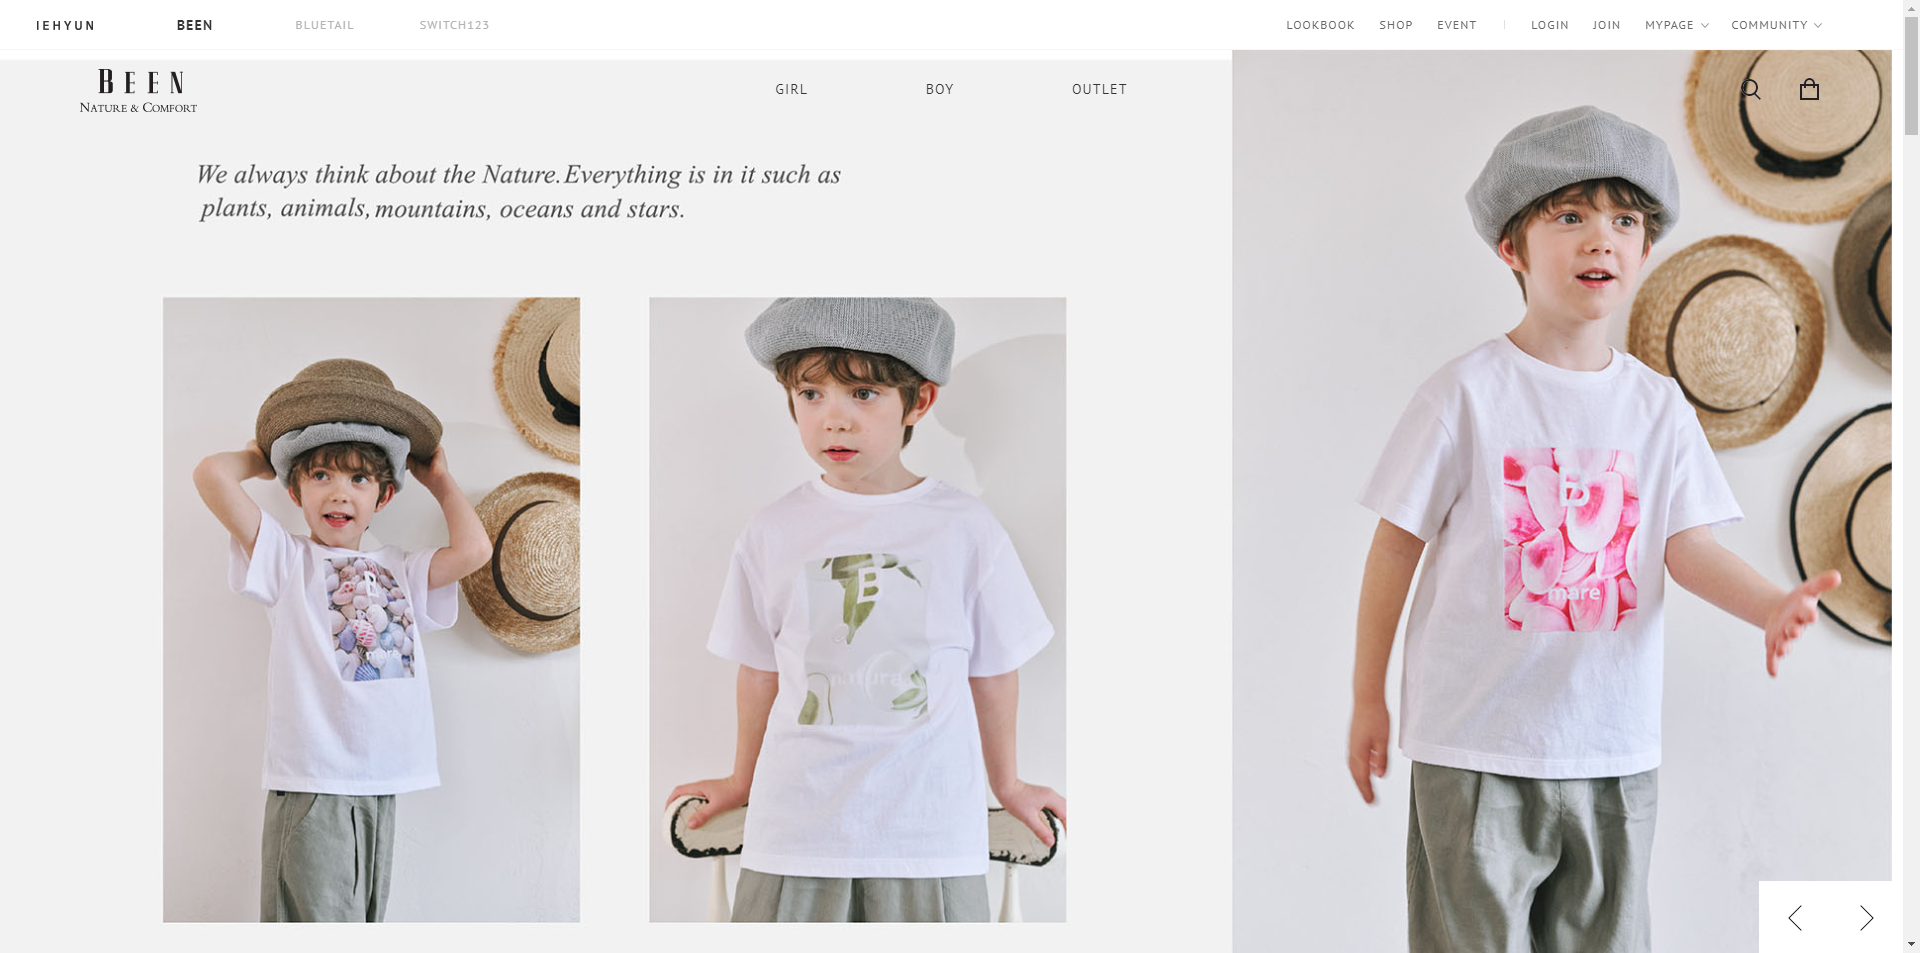 IEHYUN BEEN BLUETAIL SWITCH123 LOOKBOOK SHOP EVENT LOGIN JOIN MYPAGE COMMUNITY
BEEN
NATURE & COMFORT
GIRL BOY OUTLET
We always think about the Nature. Everything is in it such as
plants, animals, mountains, oceans and stars.
B
B
natura
B
mare